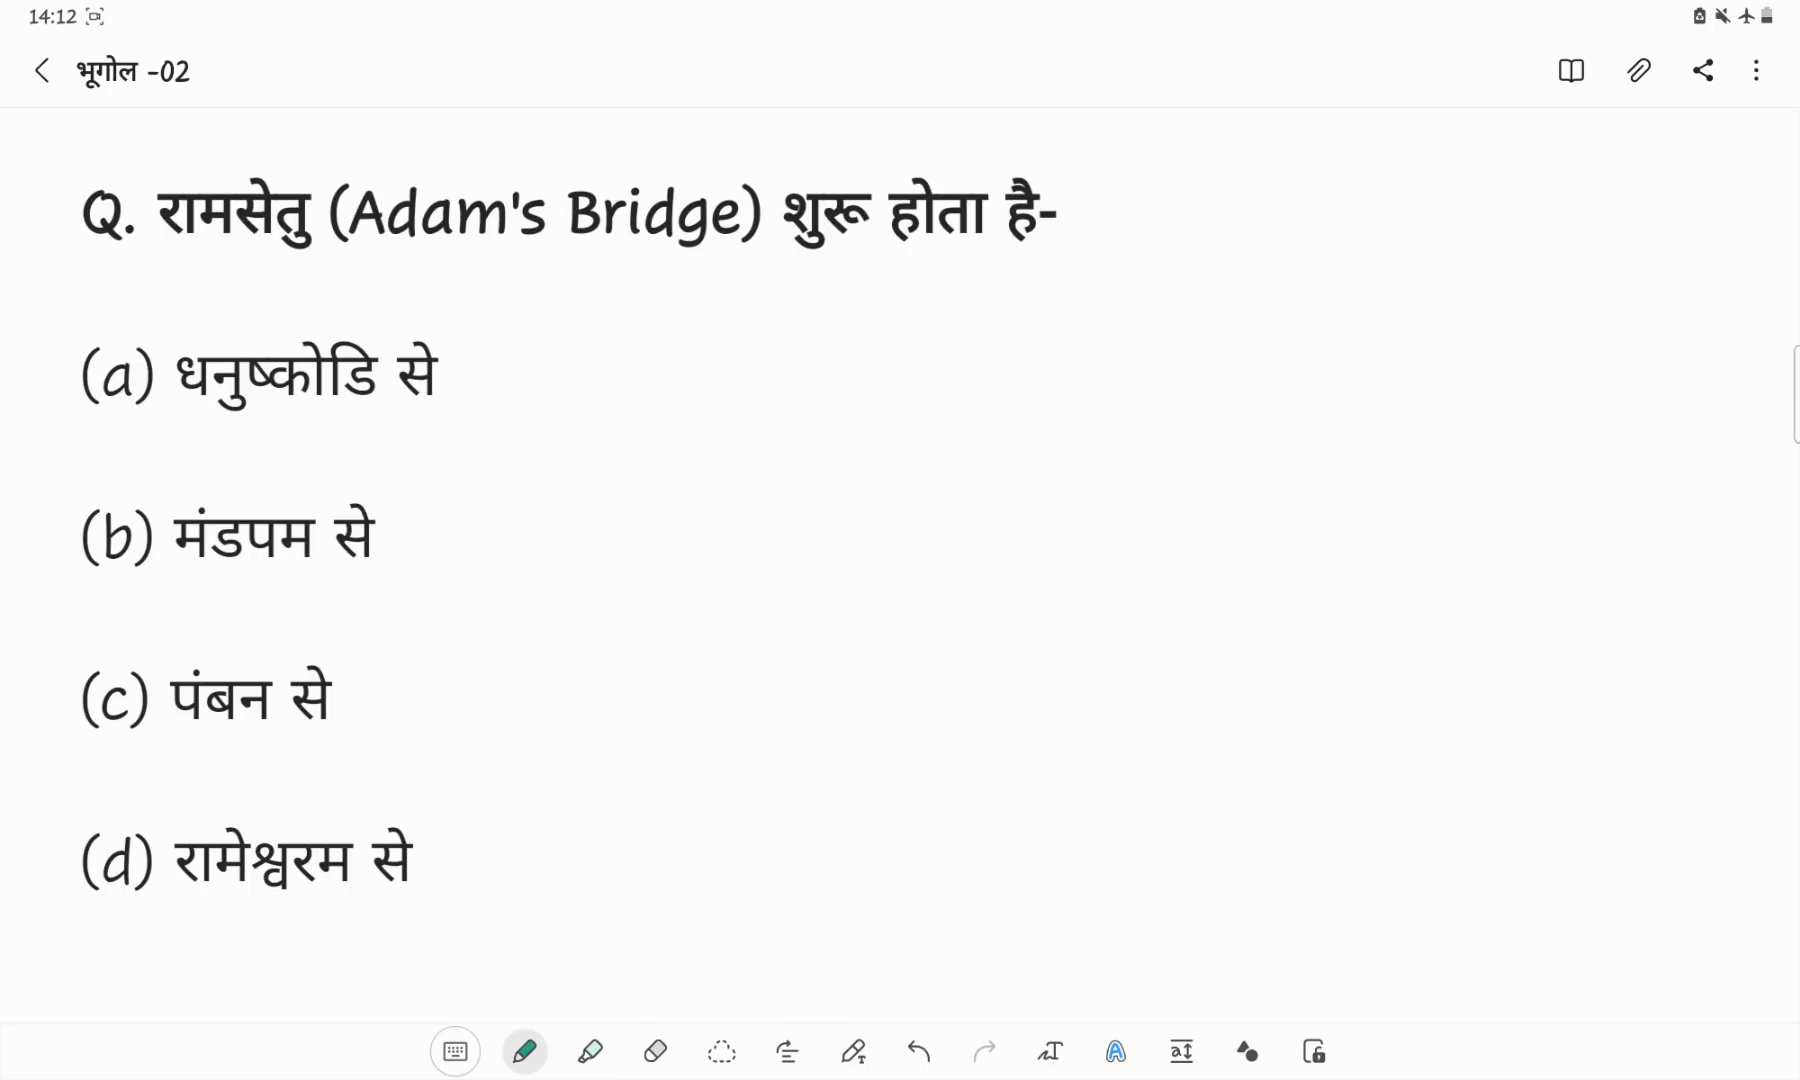 14:12
भूगोल -02
Q. रामसेतु (Adam's Bridge) शुरू होता है-
(a) धनुष्कोडि से
(b) मंडपम से
(c) पंबन से
(d) रामेश्वरम से